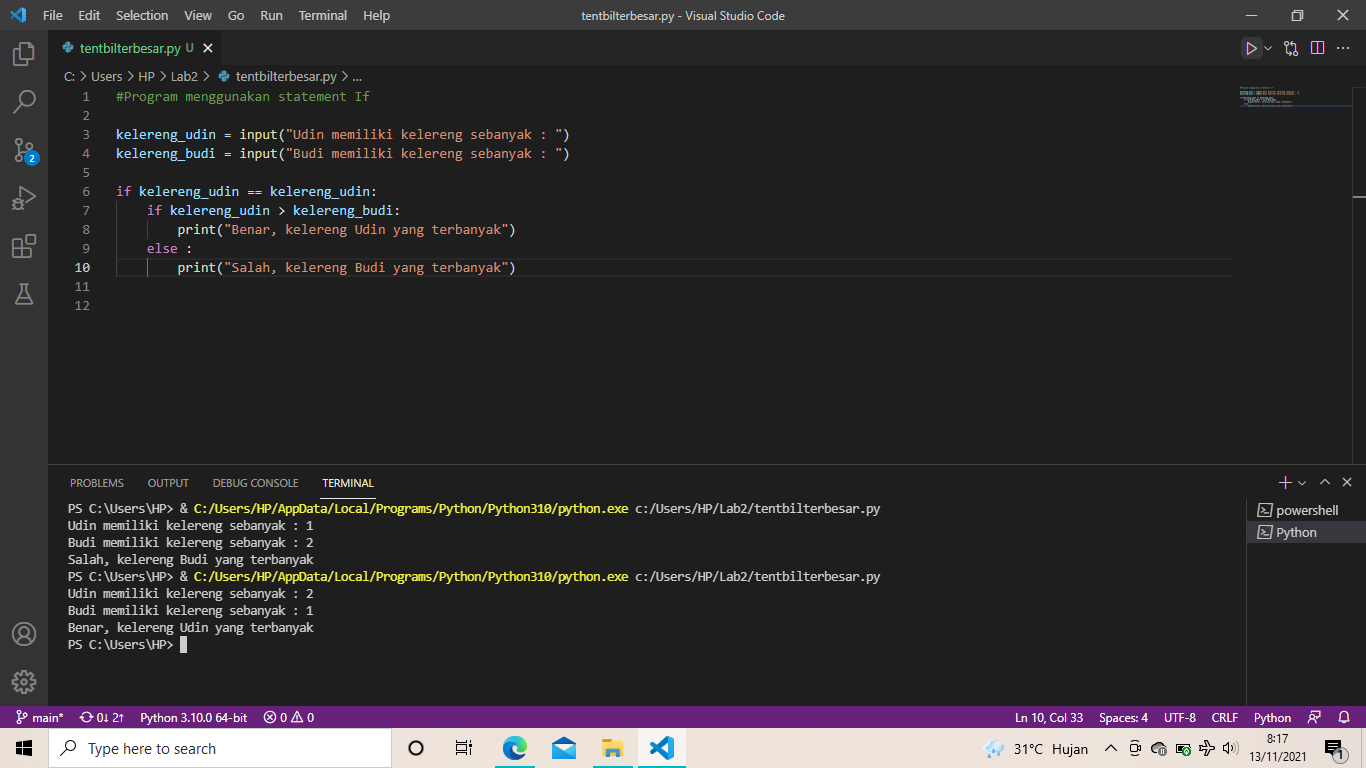 File Edit Selection View Go Run Terminal Help tentbilterbesar.py - Visual Studio Code
tentbilterbesar.py U
C: > Users > HP > Lab2 > tentbilterbesar.py > ...
1 #Program menggunakan statement If
2
3 kelereng_udin = input("Udin memiliki kelereng sebanyak : ")
4 kelereng_budi = input("Budi memiliki kelereng sebanyak : ")
5
6 if kelereng_udin == kelereng_udin:
7 if kelereng_udin > kelereng_budi:
8 print("Benar, kelereng Udin yang terbanyak")
9 else :
10 print("Salah, kelereng Budi yang terbanyak")
11
12
2
PROBLEMS OUTPUT DEBUG CONSOLE TERMINAL
PS C:\Users\HP> & C:/Users/HP/AppData/Local/Programs/Python/Python310/python.exe c:/Users/HP/Lab2/tentbilterbesar.py
Udin memiliki kelereng sebanyak : 1
Budi memiliki kelereng sebanyak : 2
Salah, kelereng Budi yang terbanyak
PS C:\Users\HP> & C:/Users/HP/AppData/Local/Programs/Python/Python310/python.exe c:/Users/HP/Lab2/tentbilterbesar.py
Udin memiliki kelereng sebanyak : 2
Budi memiliki kelereng sebanyak : 1
Benar, kelereng Udin yang terbanyak
PS C:\Users\HP>
powershell
Python
main* 0↓ 2↑ Python 3.10.0 64-bit 0 0 Ln 10, Col 33 Spaces: 4 UTF-8 CRLF Python
Type here to search 31°C Hujan 8:17
13/11/2021 1